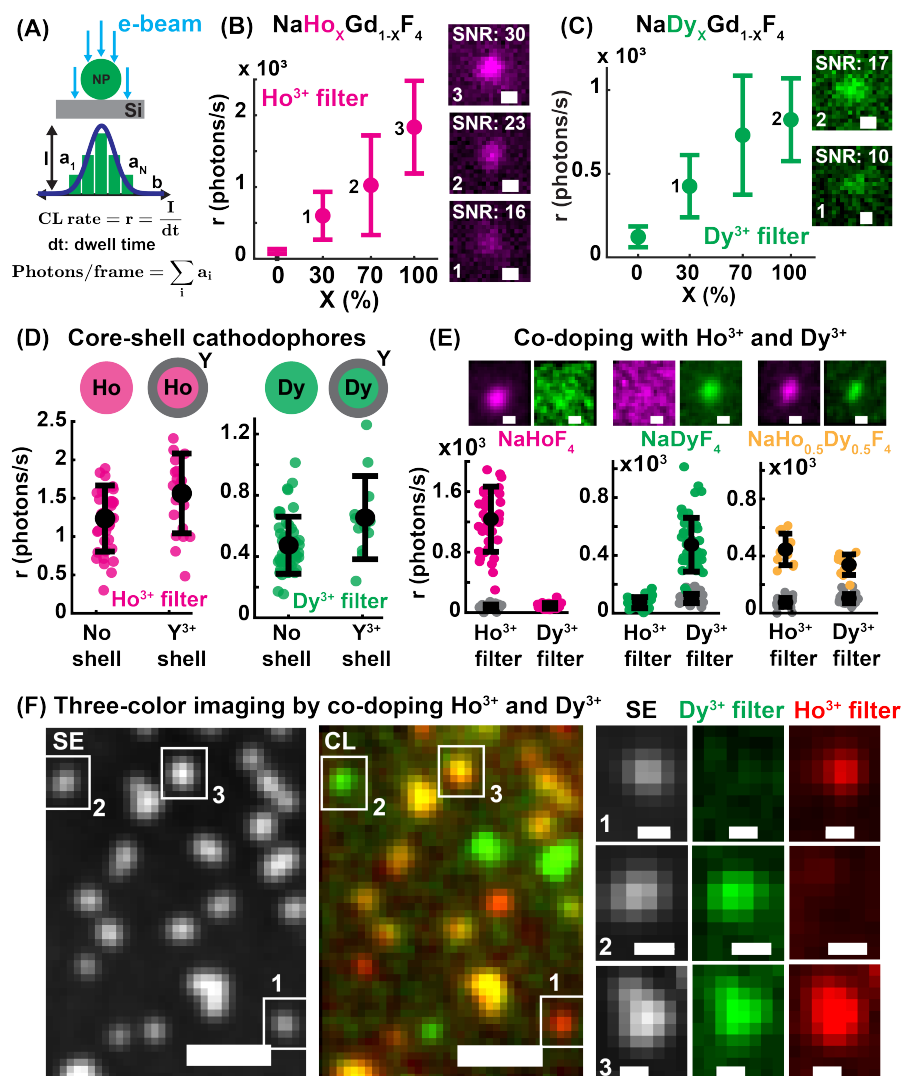 (A)
e-beam
NP
Si
I
a1
aN
b
CL rate = r = I/dt
dt: dwell time
Photons/frame = ∑i ai
(B)
NaHoXGd1-XF4
x 10³
Ho³⁺ filter
r (photons/s)
2
1
0
1
2
3
0 30 70 100
X (%)
SNR: 30
3
SNR: 23
2
SNR: 16
1
(C)
NaDyXGd1-XF4
x 10³
1
0.5
0
r (photons/s)
1
2
Dy³⁺ filter
0 30 70 100
X (%)
SNR: 17
2
SNR: 10
1
(D) Core-shell cathodophores
Ho
Ho
Y
Dy
Dy
Y
r (photons/s)
2.5
2
1.5
1
0.5
0
Ho³⁺ filter
No shell
Y³⁺ shell
1.2
0.8
0.4
0
Dy³⁺ filter
No shell
Y³⁺ shell
(E) Co-doping with Ho³⁺ and Dy³⁺
NaHoF4
NaDyF4
NaHo0.5Dy0.5F4
r (photons/s)
x10³
1.6
1.2
0.8
0.4
0
Ho³⁺ filter
Dy³⁺ filter
x10³
0.8
0.4
0
Ho³⁺ filter
Dy³⁺ filter
x10³
0.8
0.4
0
Ho³⁺ filter
Dy³⁺ filter
(F) Three-color imaging by co-doping Ho³⁺ and Dy³⁺
SE
2
3
1
CL
2
3
1
SE Dy³⁺ filter Ho³⁺ filter
1
2
3